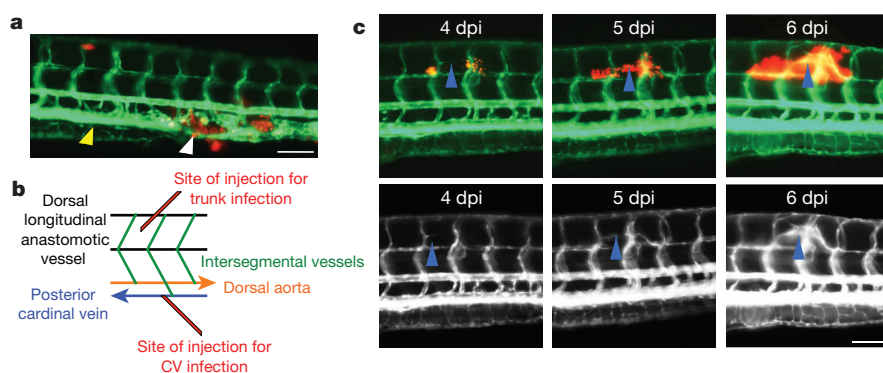 a
b
Site of injection for
trunk infection
Dorsal
longitudinal
anastomotic
vessel
Intersegmental vessels
Dorsal aorta
Posterior
cardinal vein
Site of injection for
CV infection
c
4 dpi
5 dpi
6 dpi
4 dpi
5 dpi
6 dpi